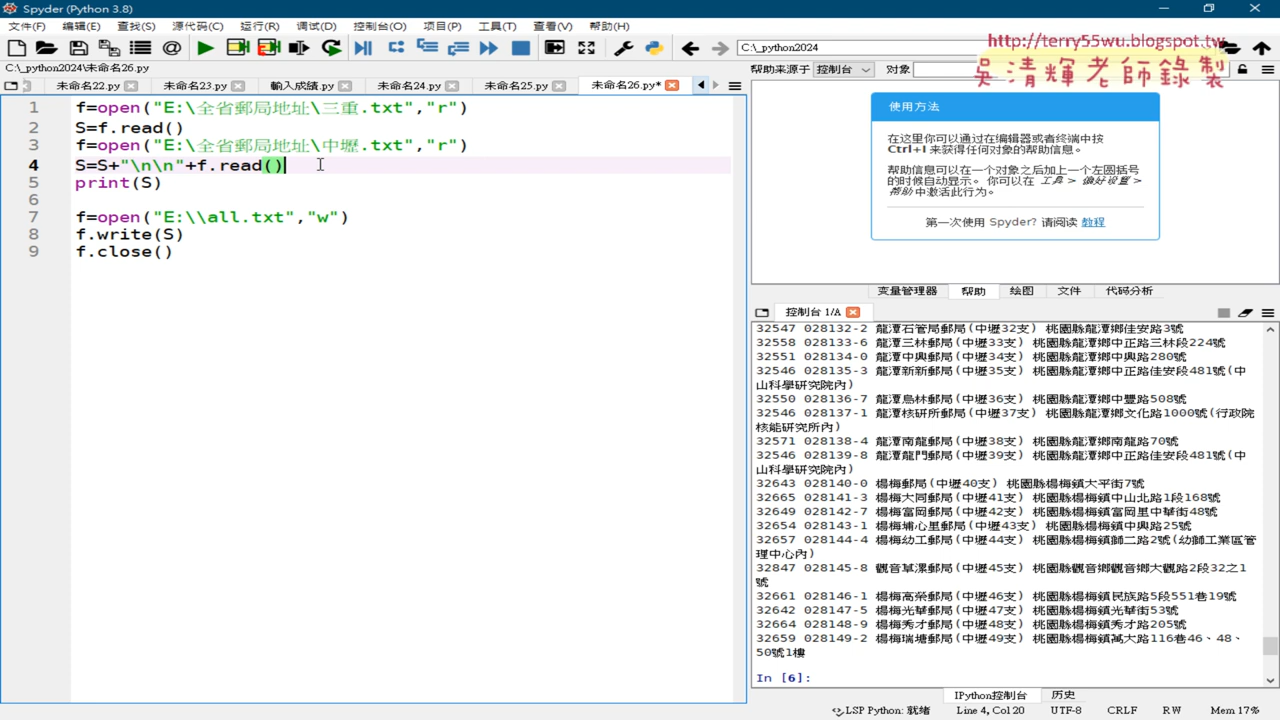 Spyder (Python 3.8)
文件(F) 编辑(E) 查找(S) 源代码(C) 运行(R) 调试(D) 控制台(O) 项目(P) 工具(T) 查看(V) 帮助(H)
C:\_python2024
http://terry55wu.blogspot.tw
吳清輝老師錄製
C:\_python2024\未命名26.py
帮助来源于 控制台 对象
未命名22.py 未命名23.py 輸入成績.py 未命名24.py 未命名25.py 未命名26.py*
1 f=open("E:\全省郵局地址\三重.txt","r")
2 S=f.read()
3 f=open("E:\全省郵局地址\中壢.txt","r")
4 S=S+"\n\n"+f.read()
5 print(S)
6
7 f=open("E:\\all.txt","w")
8 f.write(S)
9 f.close()
使用方法
在这里你可以通过在编辑器或者终端中按
Ctrl+I 来获得任何对象的帮助信息。
帮助信息可以在一个对象之后加上一个左圆括号
的时候自动显示。 你可以在 工具 > 偏好设置 >
帮助 中激活此行为。
第一次使用 Spyder? 请阅读 教程
变量管理器 帮助 绘图 文件 代码分析
控制台 1/A
32547 028132-2 龍潭石管局郵局(中壢32支) 桃園縣龍潭鄉佳安路3號
32558 028133-6 龍潭三林郵局(中壢33支) 桃園縣龍潭鄉中正路三林段224號
32551 028134-0 龍潭中興郵局(中壢34支) 桃園縣龍潭鄉中興路280號
32546 028135-3 龍潭新新郵局(中壢35支) 桃園縣龍潭鄉中正路佳安段481號(中
山科學研究院內)
32550 028136-7 龍潭烏林郵局(中壢36支) 桃園縣龍潭鄉中豐路508號
32546 028137-1 龍潭核研所郵局(中壢37支) 桃園縣龍潭鄉文化路1000號(行政院
核能研究所內)
32571 028138-4 龍潭南龍郵局(中壢38支) 桃園縣龍潭鄉南龍路70號
32546 028139-8 龍潭龍門郵局(中壢39支) 桃園縣龍潭鄉中正路佳安段481號(中
山科學研究院內)
32643 028140-0 楊梅郵局(中壢40支) 桃園縣楊梅鎮大平街7號
32665 028141-3 楊梅大同郵局(中壢41支) 桃園縣楊梅鎮中山北路1段168號
32649 028142-7 楊梅富岡郵局(中壢42支) 桃園縣楊梅鎮富岡里中華街48號
32654 028143-1 楊梅埔心里郵局(中壢43支) 桃園縣楊梅鎮中興路25號
32657 028144-4 楊梅幼工郵局(中壢44支) 桃園縣楊梅鎮獅二路2號(幼獅工業區管
理中心內)
32847 028145-8 觀音草漯郵局(中壢45支) 桃園縣觀音鄉觀音鄉大觀路2段32之1
號
32661 028146-1 楊梅高榮郵局(中壢46支) 桃園縣楊梅鎮民族路5段551巷19號
32642 028147-5 楊梅光華郵局(中壢47支) 桃園縣楊梅鎮光華街53號
32664 028148-9 楊梅秀才郵局(中壢48支) 桃園縣楊梅鎮秀才路205號
32659 028149-2 楊梅瑞塘郵局(中壢49支) 桃園縣楊梅鎮萬大路116巷46、48、
50號1樓
In [6]:
IPython控制台 历史
LSP Python: 就绪 Line 4, Col 20 UTF-8 CRLF RW Mem 17%